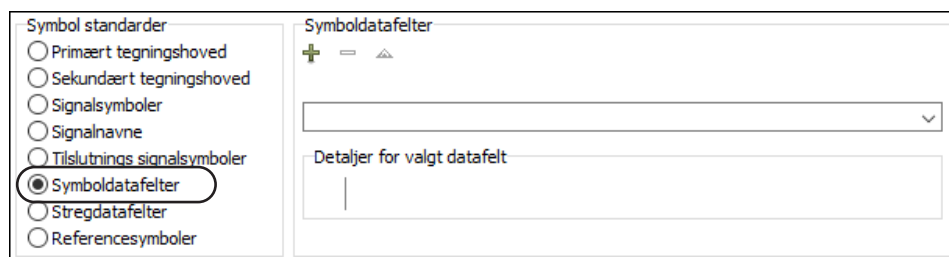 Symbol standarder
Primært tegningshoved
Sekundært tegningshoved
Signalsymboler
Signalnavne
Tilslutnings signalsymboler
Symboldatafelter
Stregdatafelter
Referencesymboler
Symboldatafelter
Detaljer for valgt datafelt